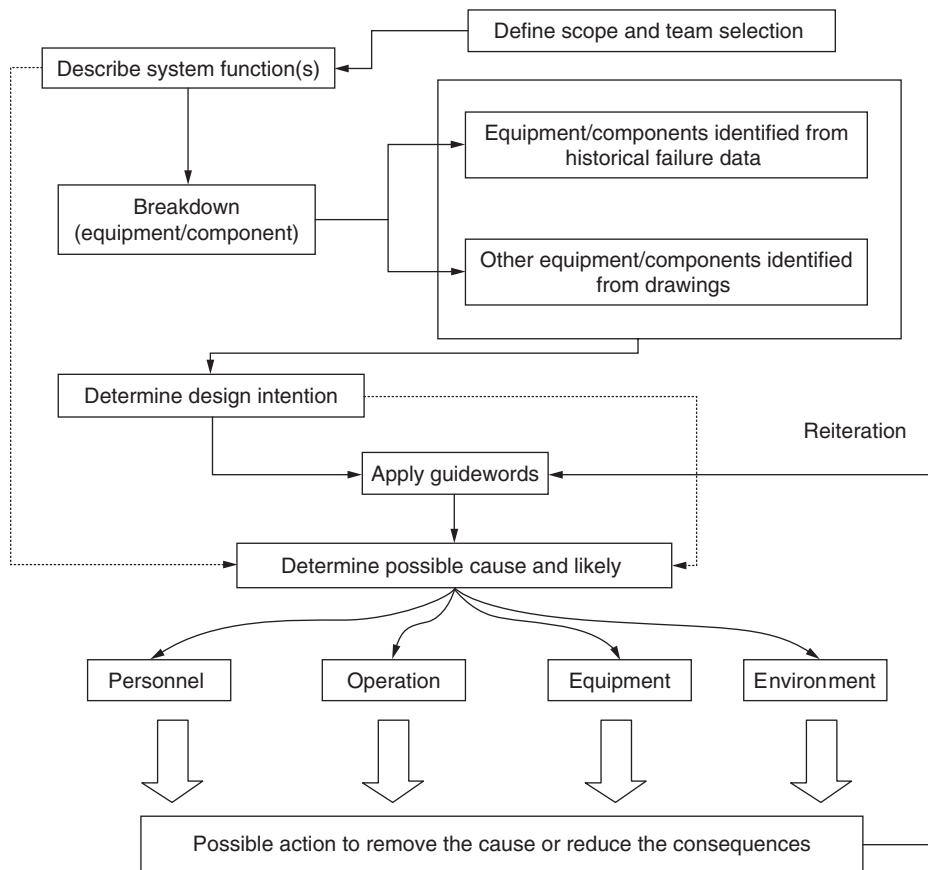 Define scope and team selection
Describe system function(s)
Equipment/components identified from
historical failure data
Breakdown
(equipment/component)
Other equipment/components identified
from drawings
Determine design intention
Reiteration
Apply guidewords
Determine possible cause and likely
Personnel
Operation
Equipment
Environment
Possible action to remove the cause or reduce the consequences